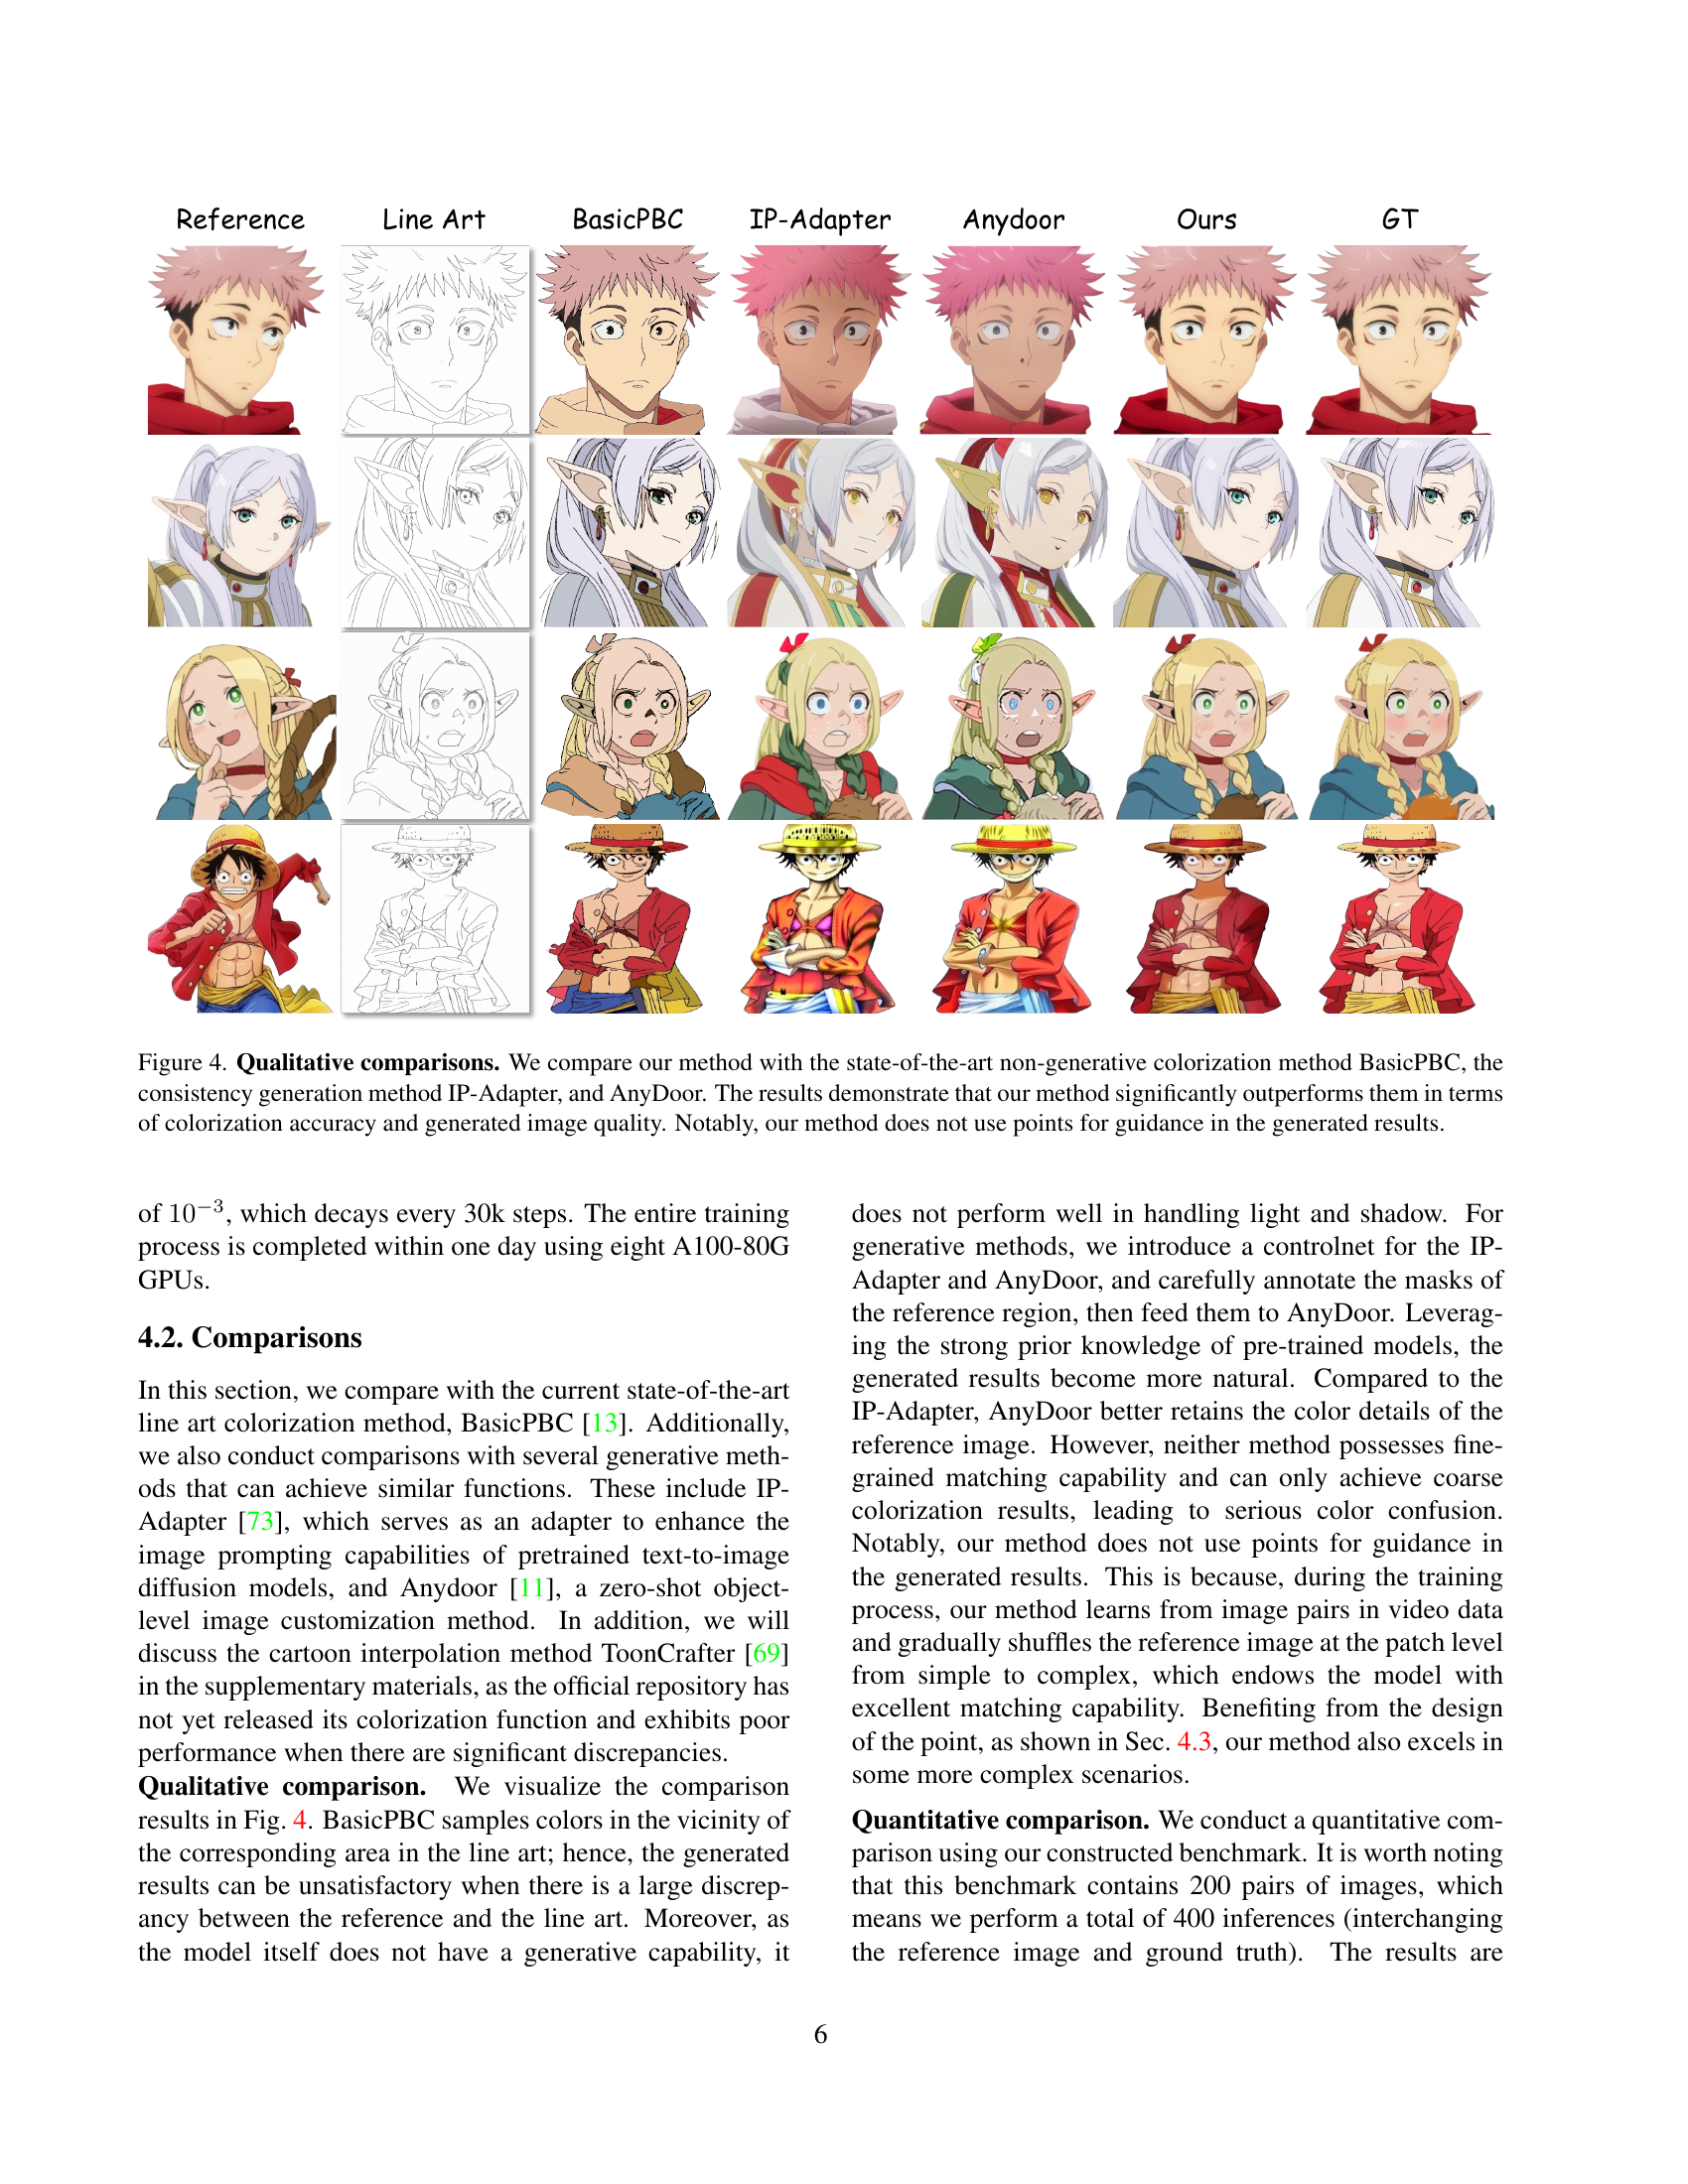 Reference Line Art BasicPBC IP-Adapter Anydoor Ours GT
Figure 4. Qualitative comparisons. We compare our method with the state-of-the-art non-generative colorization method BasicPBC, the
consistency generation method IP-Adapter, and AnyDoor. The results demonstrate that our method significantly outperforms them in terms
of colorization accuracy and generated image quality. Notably, our method does not use points for guidance in the generated results.
of 10⁻³, which decays every 30k steps. The entire training
process is completed within one day using eight A100-80G
GPUs.
4.2. Comparisons
In this section, we compare with the current state-of-the-art
line art colorization method, BasicPBC [13]. Additionally,
we also conduct comparisons with several generative meth-
ods that can achieve similar functions. These include IP-
Adapter [73], which serves as an adapter to enhance the
image prompting capabilities of pretrained text-to-image
diffusion models, and Anydoor [11], a zero-shot object-
level image customization method. In addition, we will
discuss the cartoon interpolation method ToonCrafter [69]
in the supplementary materials, as the official repository has
not yet released its colorization function and exhibits poor
performance when there are significant discrepancies.
Qualitative comparison. We visualize the comparison
results in Fig. 4. BasicPBC samples colors in the vicinity of
the corresponding area in the line art; hence, the generated
results can be unsatisfactory when there is a large discrep-
ancy between the reference and the line art. Moreover, as
the model itself does not have a generative capability, it
does not perform well in handling light and shadow. For
generative methods, we introduce a controlnet for the IP-
Adapter and AnyDoor, and carefully annotate the masks of
the reference region, then feed them to AnyDoor. Leverag-
ing the strong prior knowledge of pre-trained models, the
generated results become more natural. Compared to the
IP-Adapter, AnyDoor better retains the color details of the
reference image. However, neither method possesses fine-
grained matching capability and can only achieve coarse
colorization results, leading to serious color confusion.
Notably, our method does not use points for guidance in
the generated results. This is because, during the training
process, our method learns from image pairs in video data
and gradually shuffles the reference image at the patch level
from simple to complex, which endows the model with
excellent matching capability. Benefiting from the design
of the point, as shown in Sec. 4.3, our method also excels in
some more complex scenarios.
Quantitative comparison. We conduct a quantitative com-
parison using our constructed benchmark. It is worth noting
that this benchmark contains 200 pairs of images, which
means we perform a total of 400 inferences (interchanging
the reference image and ground truth). The results are
6